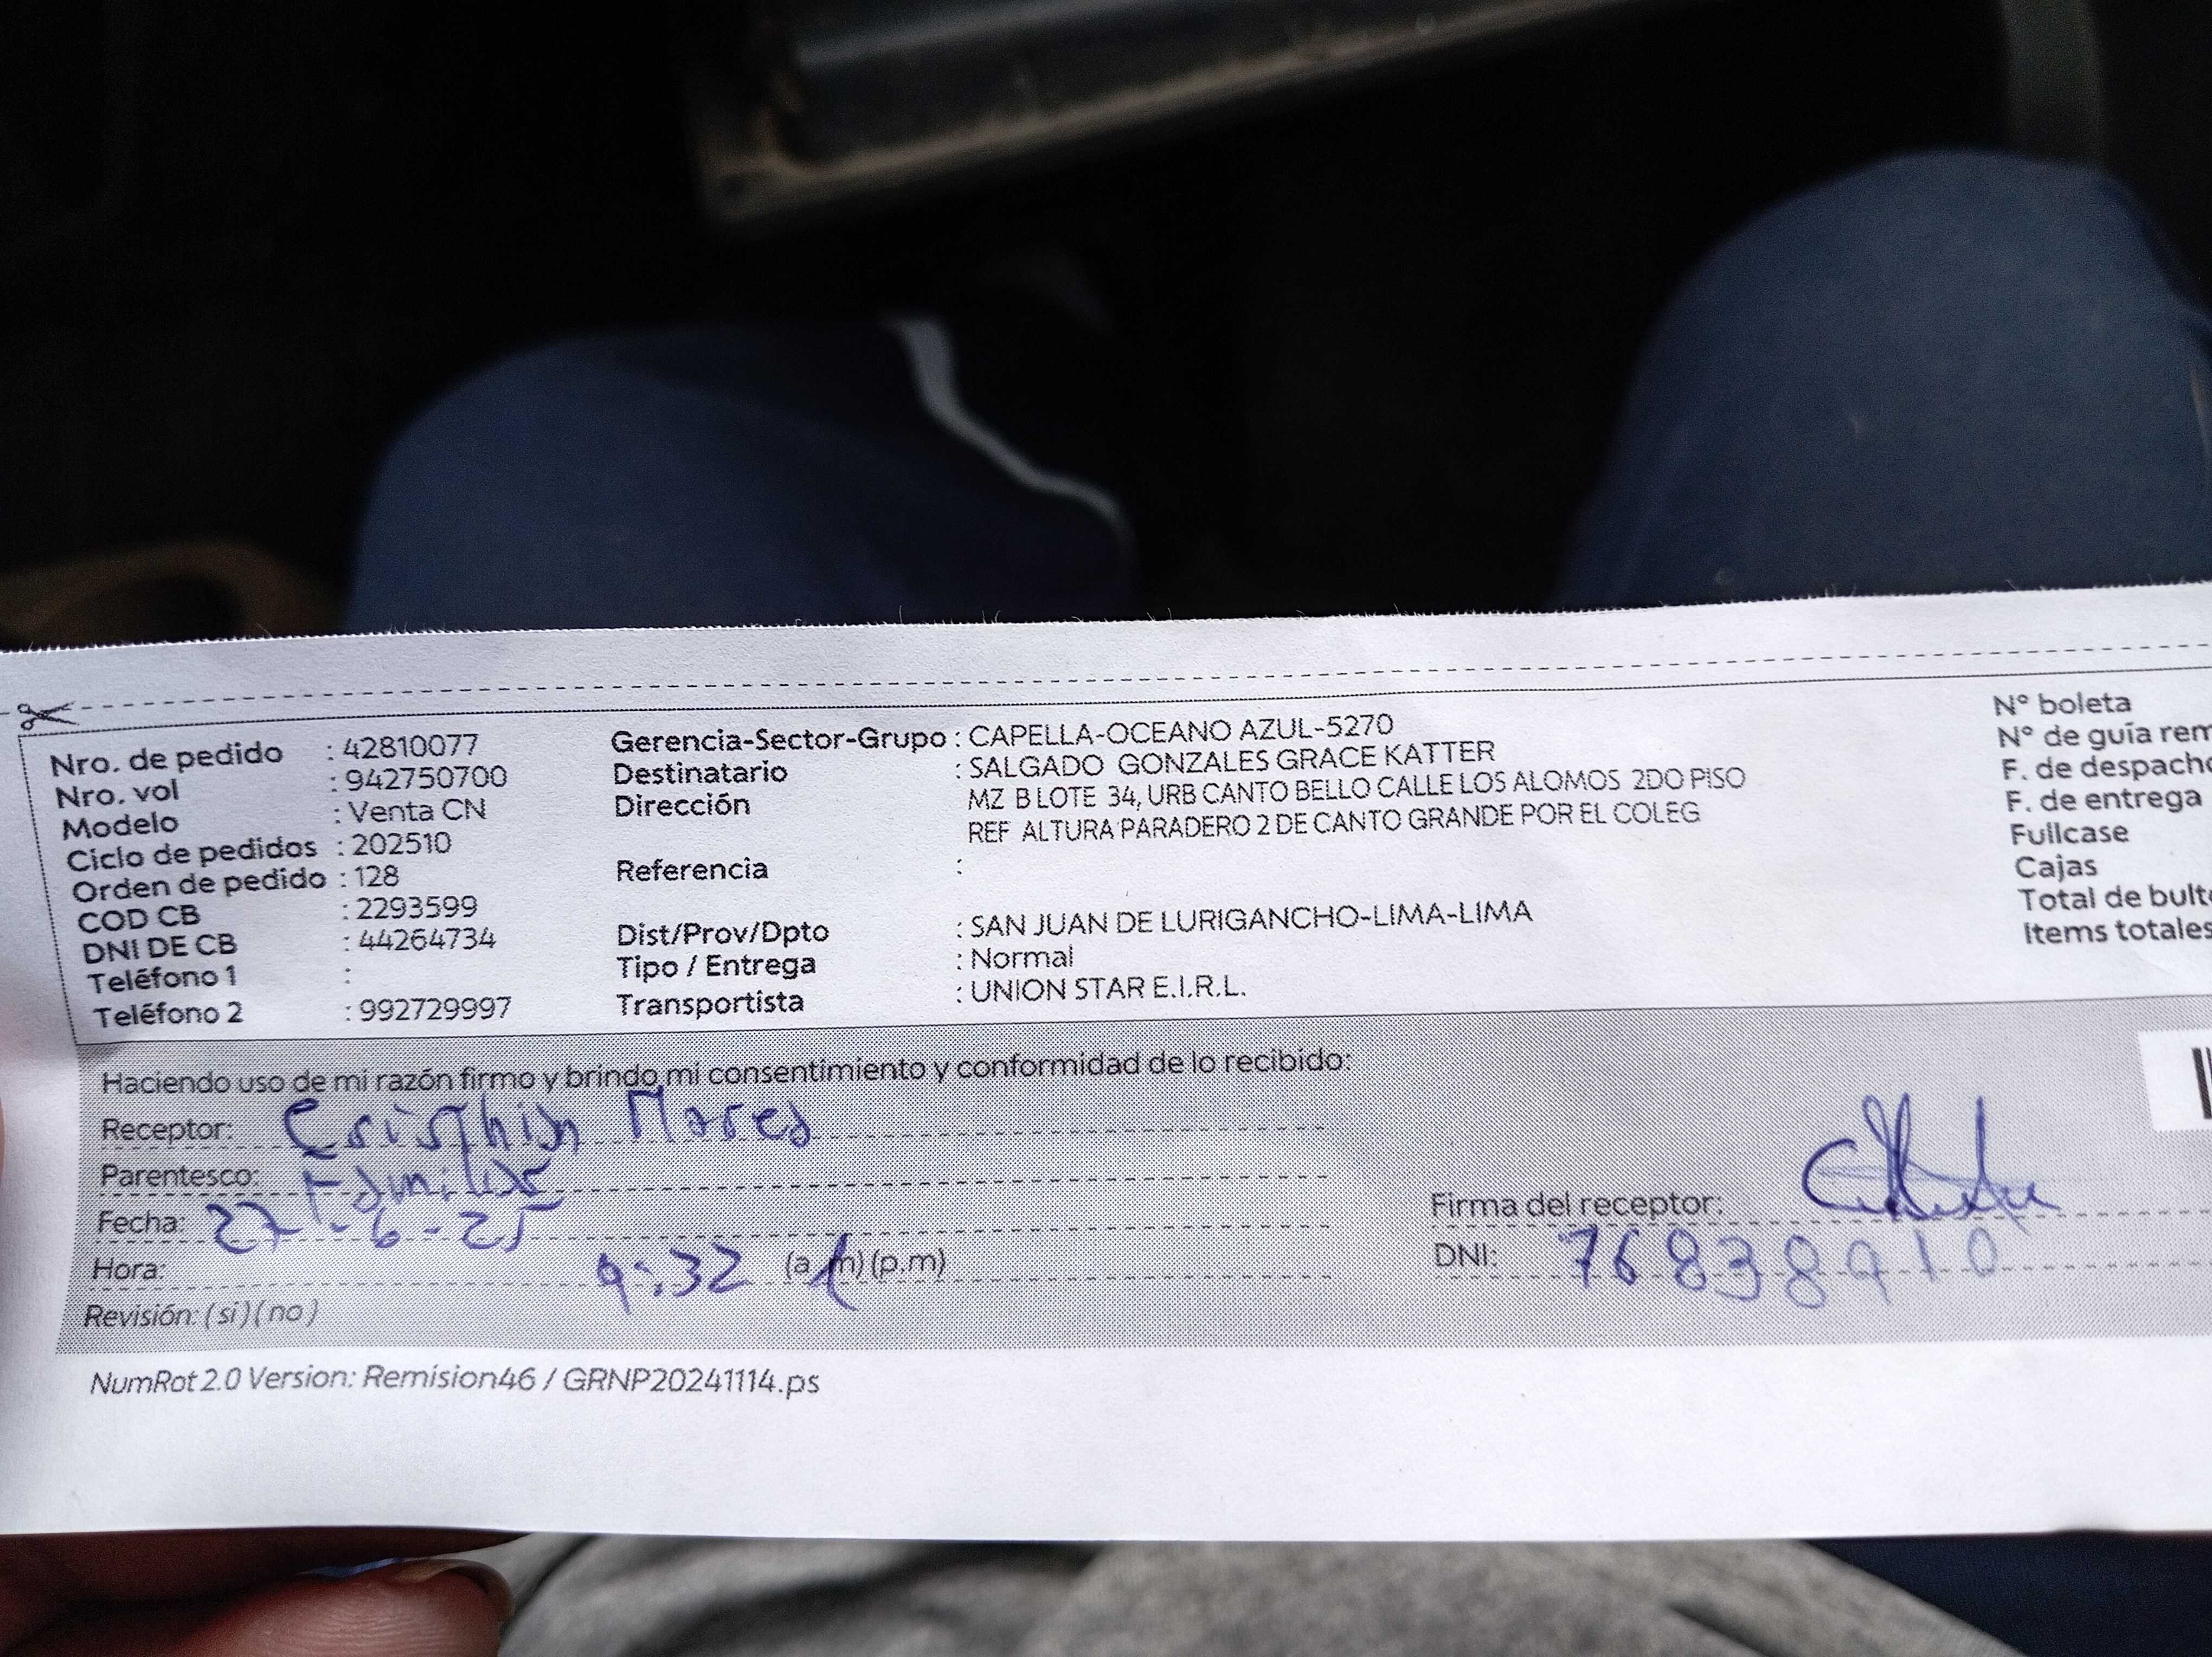 Nro. de pedido : 42810077
Nro. vol : 942750700
Modelo : Venta CN
Ciclo de pedidos : 202510
Orden de pedido : 128
COD CB : 2293599
DNI DE CB : 44264734
Teléfono 1 :
Teléfono 2 : 992729997
Gerencia-Sector-Grupo : CAPELLA-OCEANO AZUL-5270
Destinatario : SALGADO GONZALES GRACE KATTER
Dirección MZ B LOTE 34, URB CANTO BELLO CALLE LOS ALOMOS 2DO PISO
REF ALTURA PARADERO 2 DE CANTO GRANDE POR EL COLEG
Referencia :
Dist/Prov/Dpto : SAN JUAN DE LURIGANCHO-LIMA-LIMA
Tipo / Entrega : Normal
Transportista : UNION STAR E.I.R.L.
N° boleta
N° de guía rem
F. de despacho
F. de entrega
Fullcase
Cajas
Total de bult
Items totales
Haciendo uso de mi razón firmo y brindo mi consentimiento y conformidad de lo recibido:
Receptor: Cristhin
Parentesco: Familiar
Fecha: 27-6-25
Hora: 9:32 (a.m) (p.m)
Revisión: (si) (no)
Firma del receptor:
DNI: 76838910
NumRot 2.0 Version: Remision46 / GRNP20241114.ps